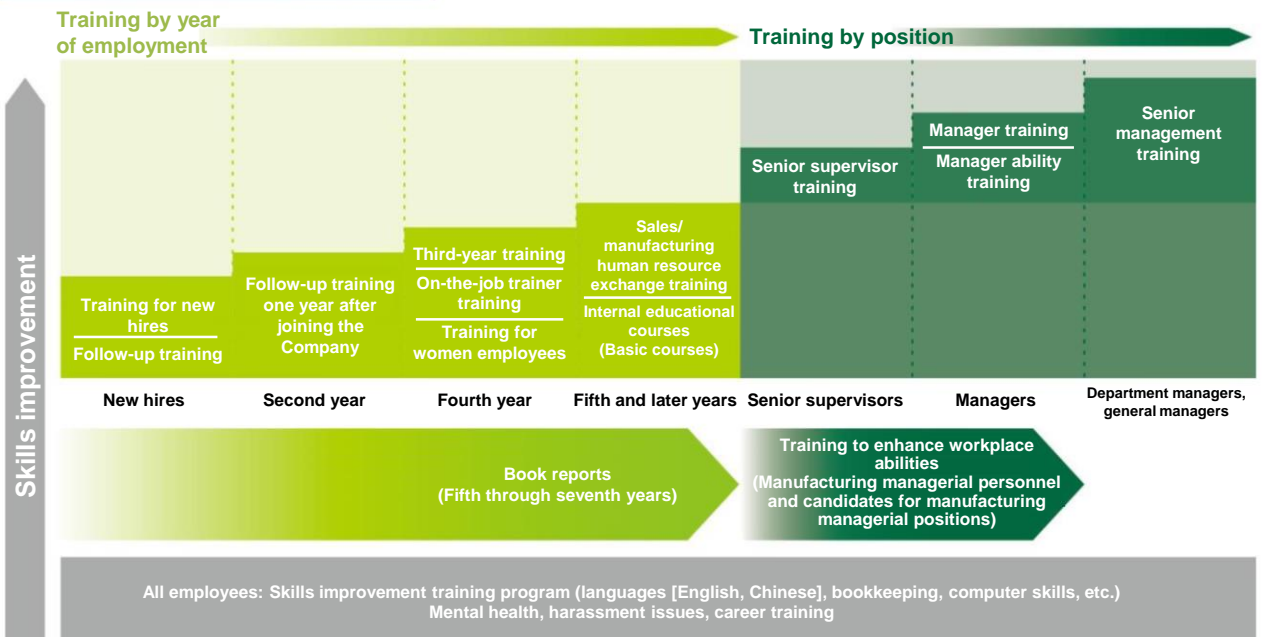 Training by year
of employment
Training by position
Skills improvement
Training for new
hires
Follow-up training
Follow-up training
one year after
joining the
Company
Third-year training
On-the-job trainer
training
Training for
women employees
Sales/
manufacturing
human resource
exchange training
Internal educational
courses
(Basic courses)
Senior supervisor
training
Manager training
Manager ability
training
Senior
management
training
New hires
Second year
Fourth year
Fifth and later years
Senior supervisors
Managers
Department managers,
general managers
Book reports
(Fifth through seventh years)
Training to enhance workplace
abilities
(Manufacturing managerial personnel
and candidates for manufacturing
managerial positions)
All employees: Skills improvement training program (languages [English, Chinese], bookkeeping, computer skills, etc.)
Mental health, harassment issues, career training